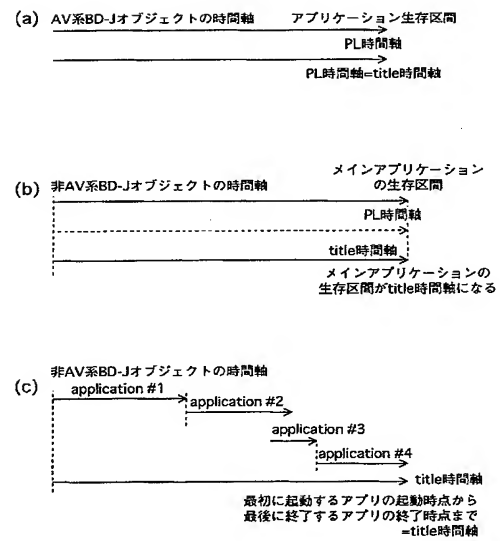 (a) AV系BD-Jオブジェクトの時間軸 アプリケーション生存区間
PL時間軸
PL時間軸=title時間軸
(b) 非AV系BD-Jオブジェクトの時間軸
メインアプリケーション
の生存区間
PL時間軸
title時間軸
メインアプリケーションの
生存区間がtitle時間軸になる
(c) 非AV系BD-Jオブジェクトの時間軸
application #1
application #2
application #3
application #4
title時間軸
最初に起動するアプリの起動時点から
最後に終了するアプリの終了時点まで
=title時間軸